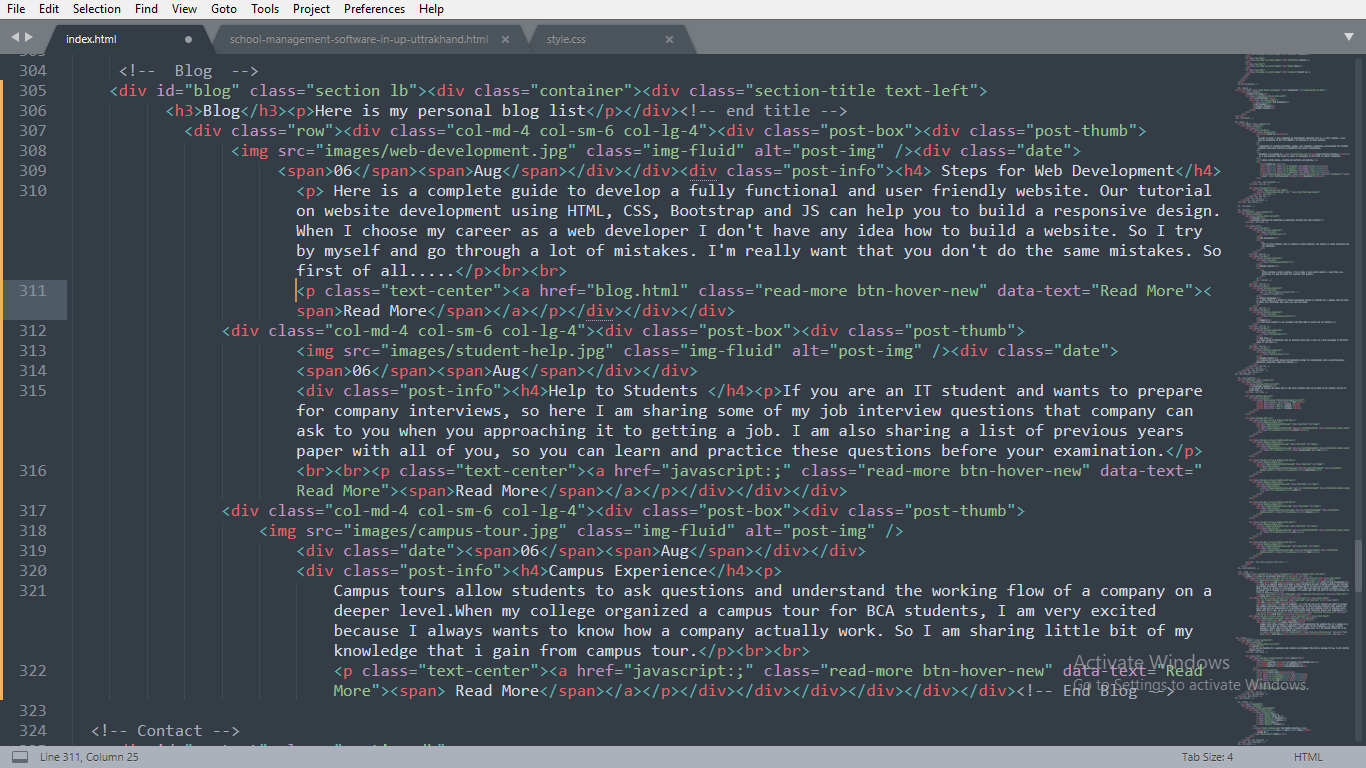 File Edit Selection Find View Goto Tools Project Preferences Help
index.html school-management-software-in-up-uttrakhand.html style.css
304 <!--  Blog  -->
305 <div id="blog" class="section lb"><div class="container"><div class="section-title text-left">
306 <h3>Blog</h3><p>Here is my personal blog list</p></div><!-- end title -->
307 <div class="row"><div class="col-md-4 col-sm-6 col-lg-4"><div class="post-box"><div class="post-thumb">
308 <img src="images/web-development.jpg" class="img-fluid" alt="post-img" /><div class="date">
309 <span>06</span><span>Aug</span></div></div><div class="post-info"><h4> Steps for Web Development</h4>
310 <p> Here is a complete guide to develop a fully functional and user friendly website. Our tutorial
on website development using HTML, CSS, Bootstrap and JS can help you to build a responsive design.
When I choose my career as a web developer I don't have any idea how to build a website. So I try
by myself and go through a lot of mistakes. I'm really want that you don't do the same mistakes. So
first of all.....</p><br><br>
311 <p class="text-center"><a href="blog.html" class="read-more btn-hover-new" data-text="Read More"><
span>Read More</span></a></p></div></div></div>
312 <div class="col-md-4 col-sm-6 col-lg-4"><div class="post-box"><div class="post-thumb">
313 <img src="images/student-help.jpg" class="img-fluid" alt="post-img" /><div class="date">
314 <span>06<span><span>Aug</span></div></div>
315 <div class="post-info"><h4>Help to Students </h4><p>If you are an IT student and wants to prepare
for company interviews, so here I am sharing some of my job interview questions that company can
ask to you when you approaching it to getting a job. I am also sharing a list of previous years
paper with all of you, so you can learn and practice these questions before your examination.</p>
316 <br><br><p class="text-center"><a href="javascript:;" class="read-more btn-hover-new" data-text="
Read More"><span>Read More</span></a></p></div></div></div>
317 <div class="col-md-4 col-sm-6 col-lg-4"><div class="post-box"><div class="post-thumb">
318 <img src="images/campus-tour.jpg" class="img-fluid" alt="post-img" />
319 <div class="date"><span>06</span><span>Aug</span></div></div>
320 <div class="post-info"><h4>Campus Experience</h4><p>
321 Campus tours allow students to ask questions and understand the working flow of a company on a
deeper level.When my college organized a campus tour for BCA students, I am very excited
because I always wants to know how a company actually work. So I am sharing little bit of my
knowledge that i gain from campus tour.</p><br><br>
322 <p class="text-center"><a href="javascript:;" class="read-more btn-hover-new" data-text="Read
More"><span> Read More</span></a></p></div></div></div></div></div></div><!-- End Blog -->
Activate Windows
Go to Settings to activate Windows.
323
324 <!-- Contact -->
Line 311, Column 25 Tab Size: 4 HTML